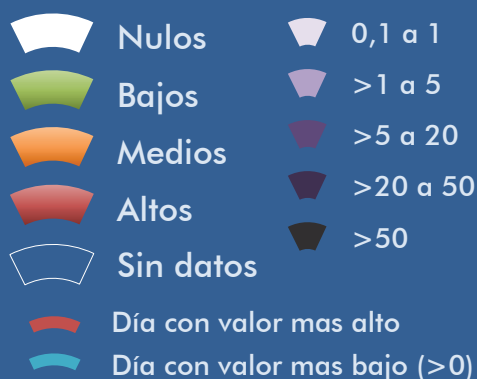 Nulos
Bajos
Medios
Altos
Sin datos
0,1 a 1
>1 a 5
>5 a 20
>20 a 50
>50
Día con valor mas alto
Día con valor mas bajo (>0)